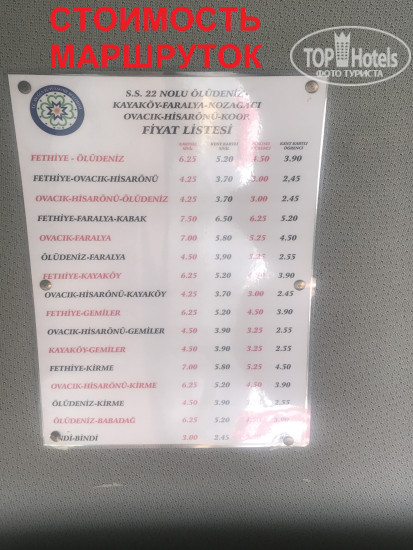 СТОИМОСТЬ
МАРШРУТОК
TOP Hotels
ФОТО ТУРИСТА
S.S. 22 NOLU ÖLÜDENİZ-
KAYAKÖY-FARALYA-KOZAĞACI
OVACIK-HİSARÖNÜ-KOOP.
FİYAT LİSTESİ
FETHİYE - ÖLÜDENİZ 6.25 5.20 4.50 3.90
FETHİYE-OVACIK-HİSARÖNÜ 4.25 3.70 3.00 2.45
OVACIK-HİSARÖNÜ-ÖLÜDENİZ 4.25 3.70 3.00 2.45
FETHİYE-FARALYA-KABAK 7.50 6.50 6.25 5.20
OVACIK-FARALYA 7.00 5.80 5.25 4.50
ÖLÜDENİZ-FARALYA 4.50 3.90 3.25 2.55
FETHİYE-KAYAKÖY 6.25 5.20 3.90
OVACIK-HİSARÖNÜ-KAYAKÖY 4.25 3.70 3.00 2.45
FETHİYE-GEMİLER 6.25 5.20 4.50 3.90
OVACIK-HİSARÖNÜ-GEMİLER 4.50 3.90 3.25 2.55
KAYAKÖY-GEMİLER 4.50 3.90 3.25 2.55
FETHİYE-KİRME 7.00 5.80 5.25 4.50
OVACIK-HİSARÖNÜ-KİRME 6.25 5.20 4.50 3.90
ÖLÜDENİZ-KİRME 4.50 3.90 2.55
ÖLÜDENİZ-BABADAĞ 6.25 5.20 3.90
İNDİ-BİNDİ 3.00 2.45